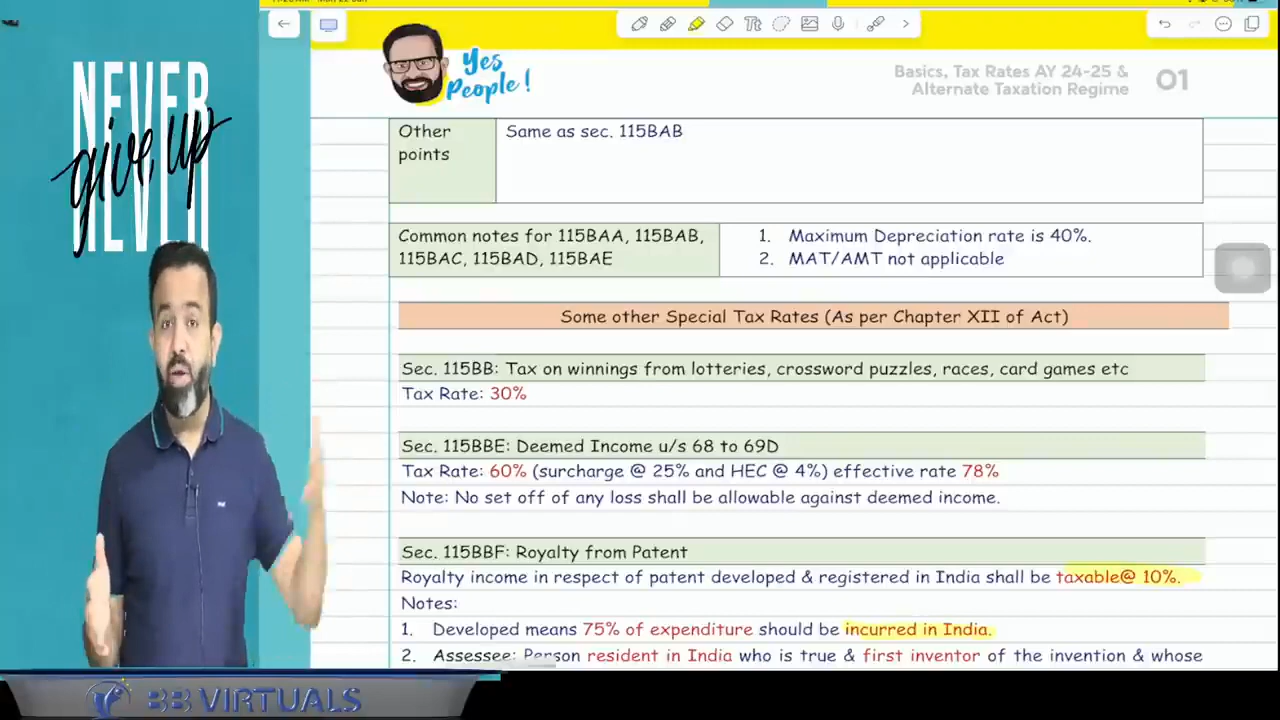 NEVER
give up
NEVER
Yes
People !
Basics, Tax Rates AY 24-25 &
Alternate Taxation Regime
01
Other
points
Same as sec. 115BAB
Common notes for 115BAA, 115BAB,
115BAC, 115BAD, 115BAE
1. Maximum Depreciation rate is 40%.
2. MAT/AMT not applicable
Some other Special Tax Rates (As per Chapter XII of Act)
Sec. 115BB: Tax on winnings from lotteries, crossword puzzles, races, card games etc
Tax Rate: 30%
Sec. 115BBE: Deemed Income u/s 68 to 69D
Tax Rate: 60% (surcharge @ 25% and HEC @ 4%) effective rate 78%
Note: No set off of any loss shall be allowable against deemed income.
Sec. 115BBF: Royalty from Patent
Royalty income in respect of patent developed & registered in India shall be taxable@ 10%.
Notes:
1. Developed means 75% of expenditure should be incurred in India.
2. Assessee: Person resident in India who is true & first inventor of the invention & whose
BB VIRTUALS